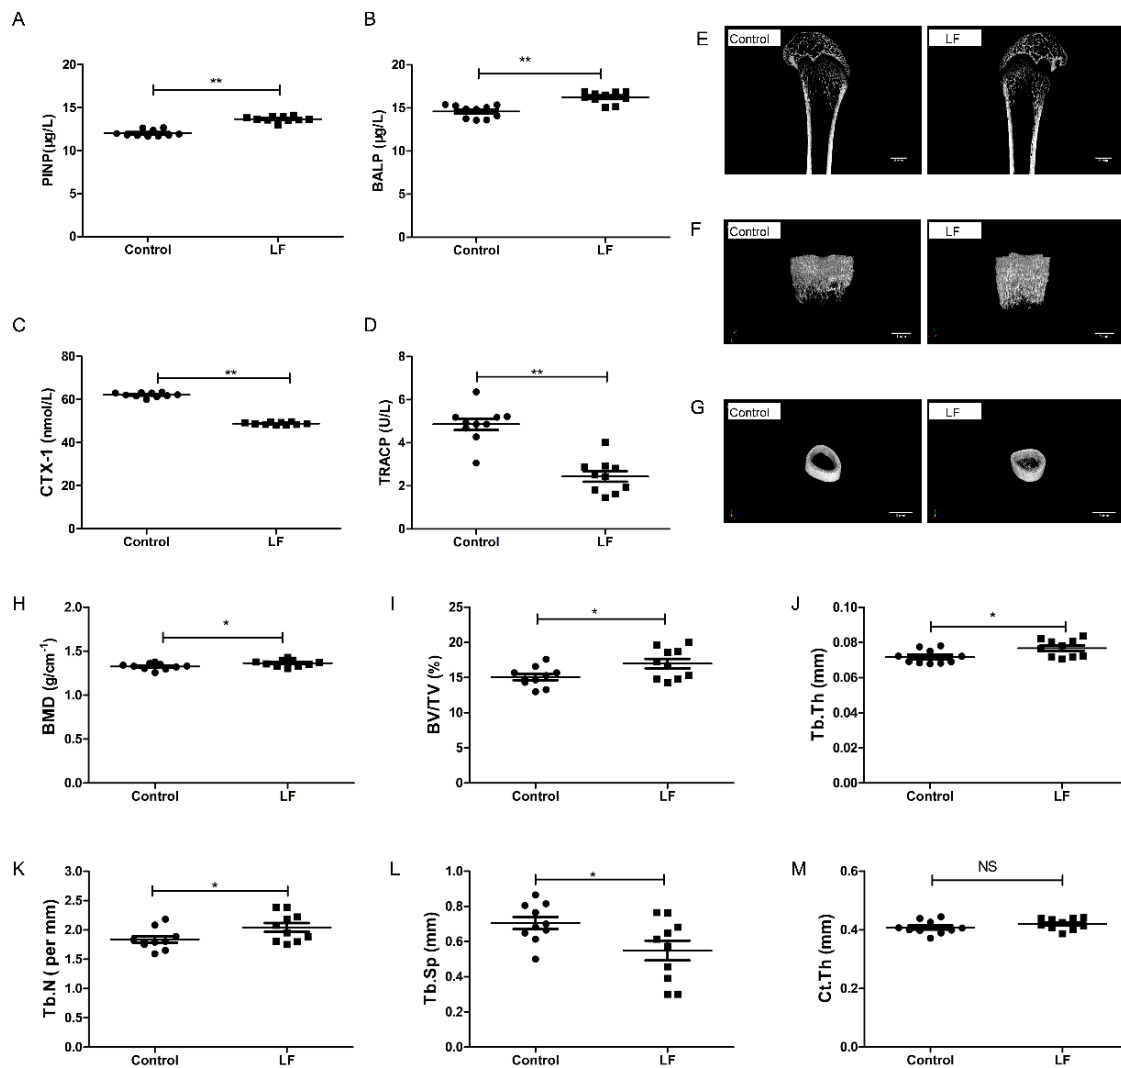 A
B
E
Control
LF
20
15
10
5
0
PINP(µg/L)
**
Control
LF
20
15
10
5
0
BALP (µg/L)
**
Control
LF
F
Control
LF
C
D
80
60
40
20
0
CTX-1 (nmol/L)
**
Control
LF
8
6
4
2
0
TRACP (U/L)
**
Control
LF
G
Control
LF
H
I
J
2.0
1.5
1.0
0.5
0.0
BMD (g/cm⁻¹)
*
Control
LF
25
20
15
10
5
0
BV/TV (%)
*
Control
LF
0.10
0.08
0.06
0.04
0.02
0.00
Tb.Th (mm)
*
Control
LF
K
L
M
3.0
2.5
2.0
1.5
1.0
0.5
0.0
Tb.N ( per mm)
*
Control
LF
1.0
0.8
0.6
0.4
0.2
0.0
Tb.Sp (mm)
*
Control
LF
0.6
0.4
0.2
0.0
Ct.Th (mm)
NS
Control
LF